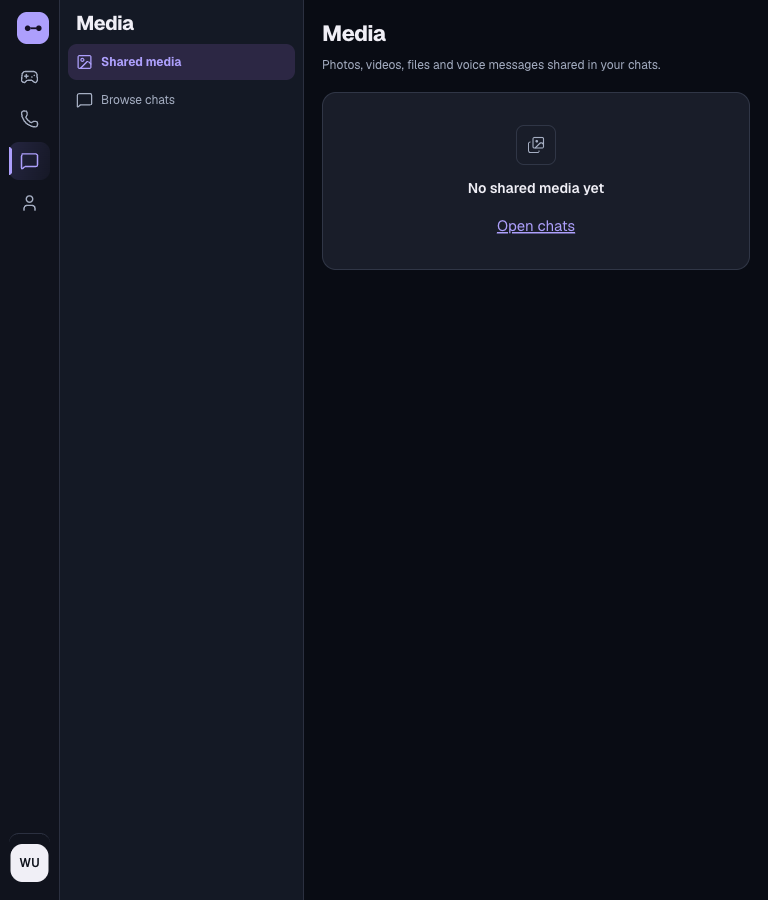 Media
Shared media
Browse chats
WU
Media
Photos, videos, files and voice messages shared in your chats.
No shared media yet
Open chats